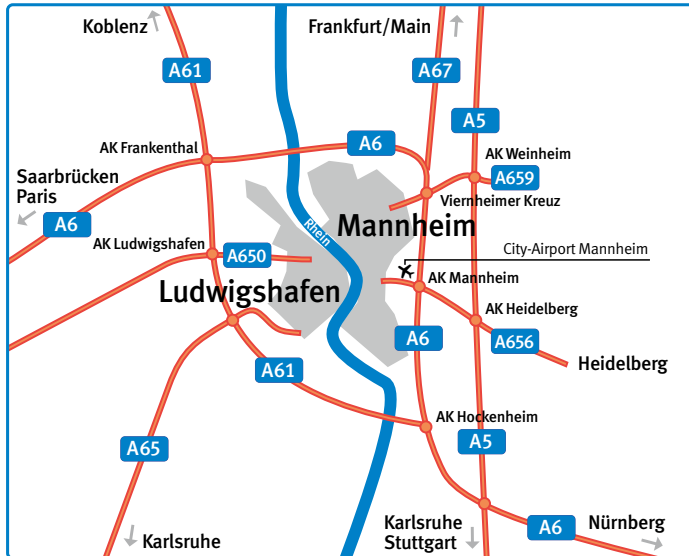 Koblenz
Frankfurt/Main
A61
A67
A5
A6
AK Frankenthal
AK Weinheim
A659
Saarbrücken
Paris
Viernheimer Kreuz
A6
Mannheim
Rhein
AK Ludwigshafen
A650
City-Airport Mannheim
AK Mannheim
Ludwigshafen
AK Heidelberg
A6
A656
Heidelberg
A61
AK Hockenheim
A65
A5
Karlsruhe
Karlsruhe
Stuttgart
A6
Nürnberg